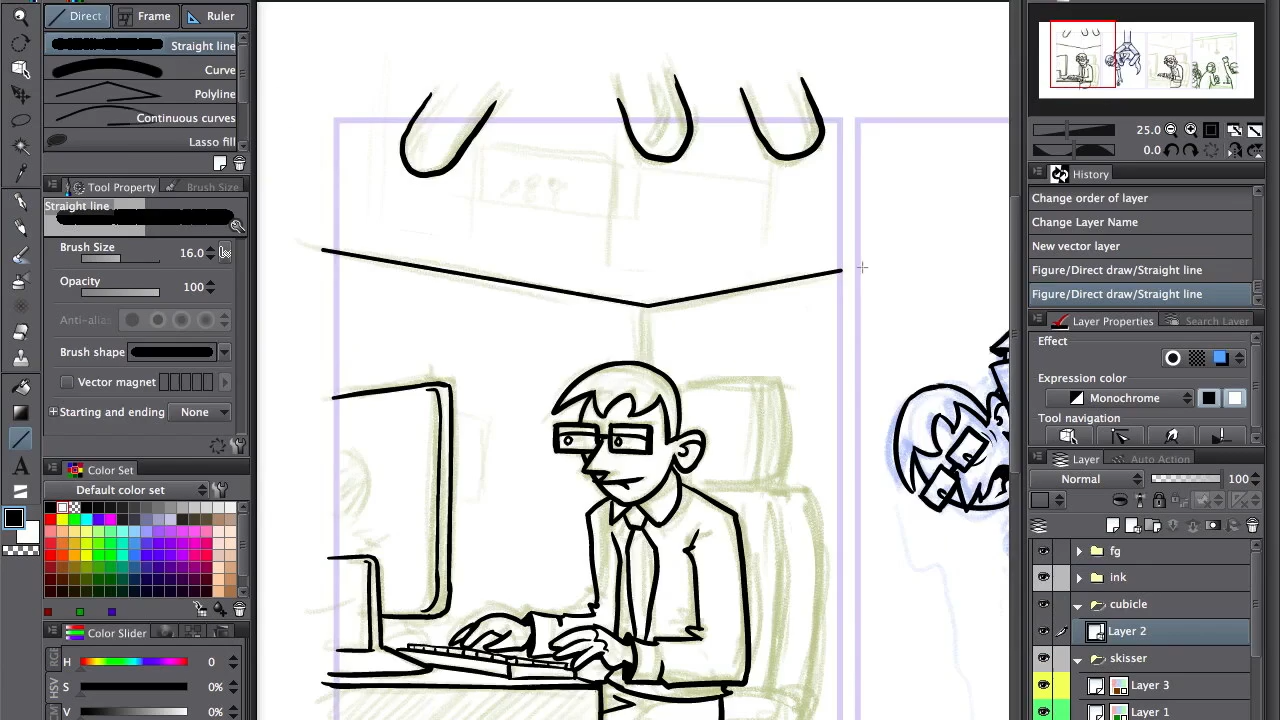 Direct
Frame
Ruler
Straight line
Curve
Polyline
Continuous curves
Lasso fill
Tool Property
Brush Size
Straight line
Brush Size
16.0
Opacity
100
Anti-alias
Brush shape
Vector magnet
Starting and ending
None
Color Set
Default color set
Color Slider
RGB
HSV
CM
H
0
S
0%
V
0%
25.0
0.0
History
Change order of layer
Change Layer Name
New vector layer
Figure/Direct draw/Straight line
Figure/Direct draw/Straight line
Layer Properties
Search Layer
Effect
Expression color
Monochrome
Tool navigation
Layer
Auto Action
Normal
100
fg
ink
cubicle
Layer 2
skisser
Layer 3
Layer 1